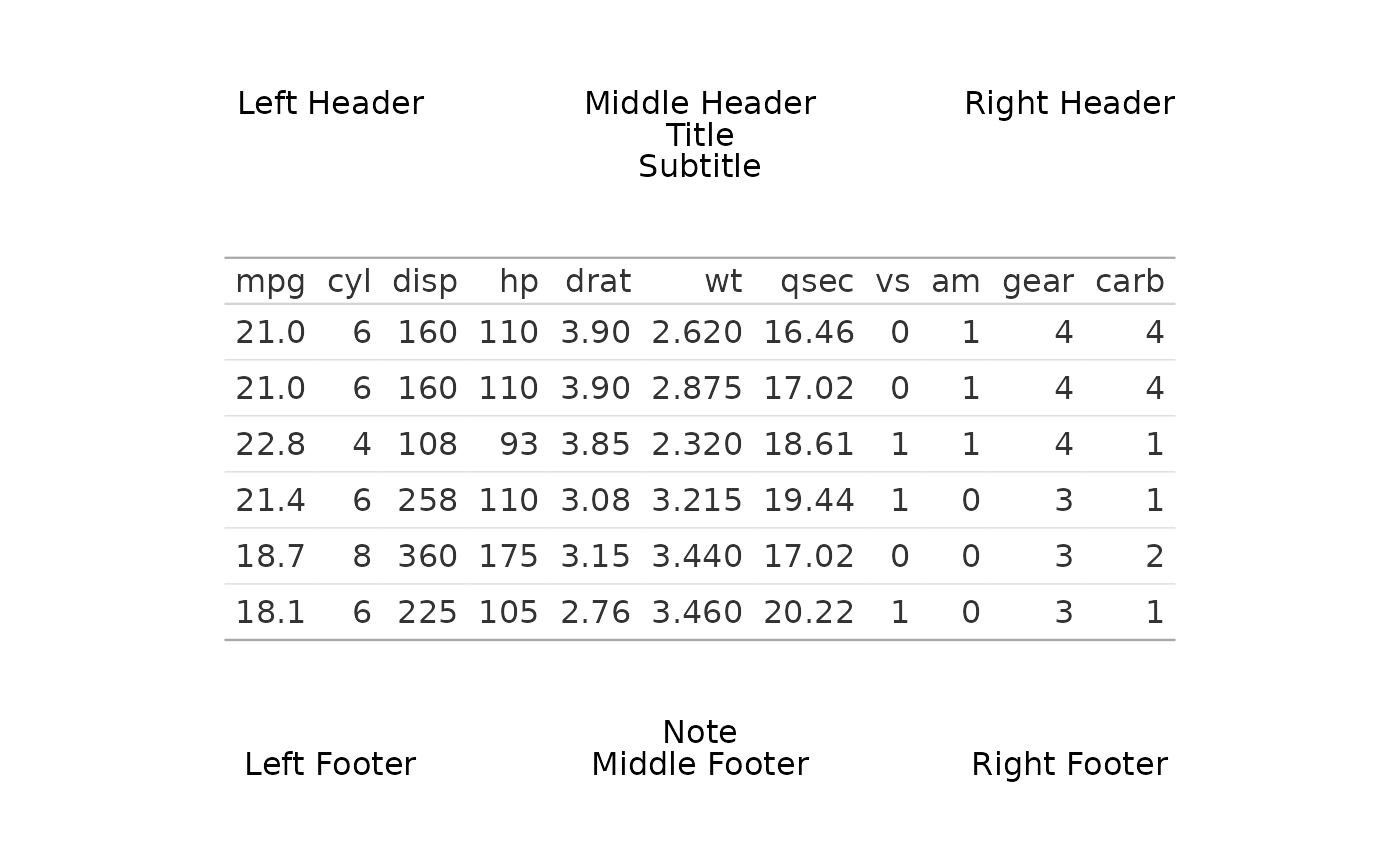 Left Header Middle Header Right Header
Title
Subtitle
mpg cyl disp hp drat wt qsec vs am gear carb
21.0 6 160 110 3.90 2.620 16.46 0 1 4 4
21.0 6 160 110 3.90 2.875 17.02 0 1 4 4
22.8 4 108 93 3.85 2.320 18.61 1 1 4 1
21.4 6 258 110 3.08 3.215 19.44 1 0 3 1
18.7 8 360 175 3.15 3.440 17.02 0 0 3 2
18.1 6 225 105 2.76 3.460 20.22 1 0 3 1
Note
Left Footer Middle Footer Right Footer